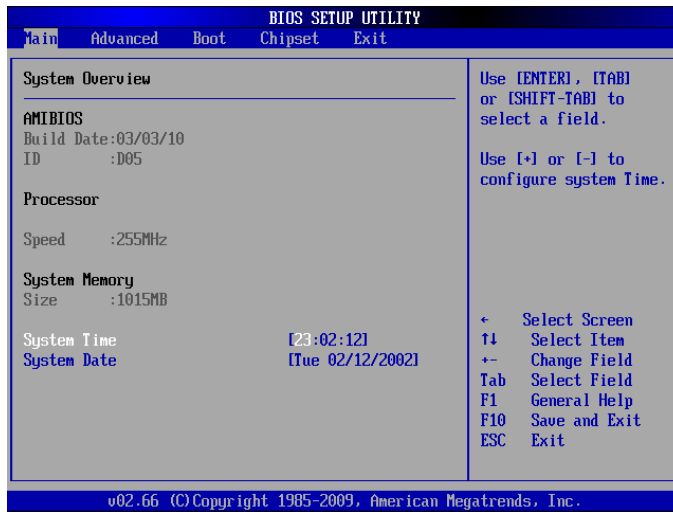 BIOS SETUP UTILITY
Main Advanced Boot Chipset Exit
System Overview
AMIBIOS
Build Date:03/03/10
ID :D05
Processor
Speed :255MHz
System Memory
Size :1015MB
System Time [23:02:12]
System Date [Tue 02/12/2002]
Use [ENTER], [TAB]
or [SHIFT-TAB] to
select a field.
Use [+] or [-] to
configure system Time.
← Select Screen
↑↓ Select Item
+- Change Field
Tab Select Field
F1 General Help
F10 Save and Exit
ESC Exit
v02.66 (C)Copyright 1985-2009, American Megatrends, Inc.